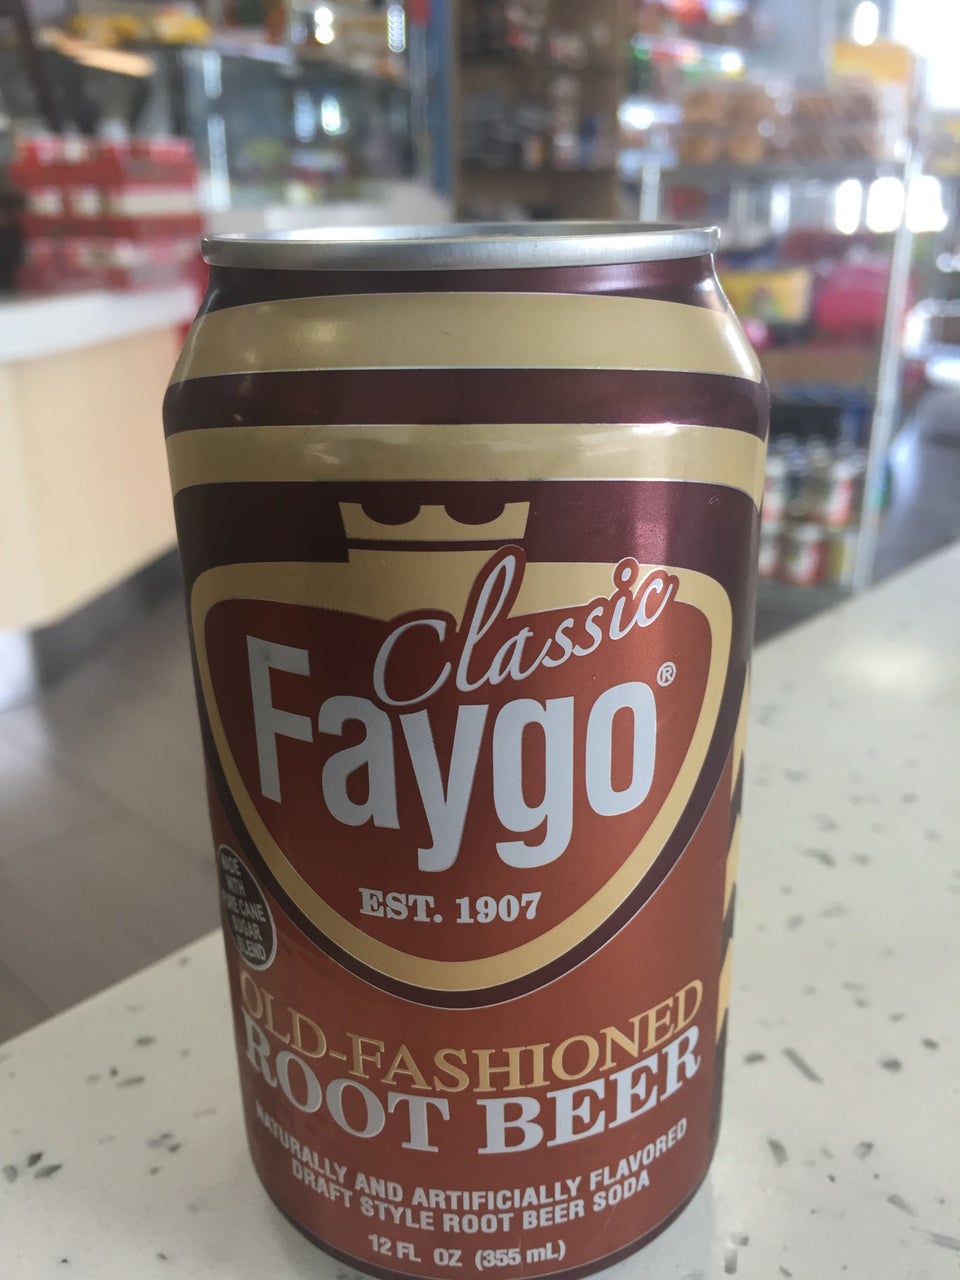 Classic
Faygo®
EST. 1907
MADE
WITH
PURE CANE
SUGAR
BLEND
OLD-FASHIONED
ROOT BEER
NATURALLY AND ARTIFICIALLY FLAVORED
DRAFT STYLE ROOT BEER SODA
12 FL OZ (355 mL)